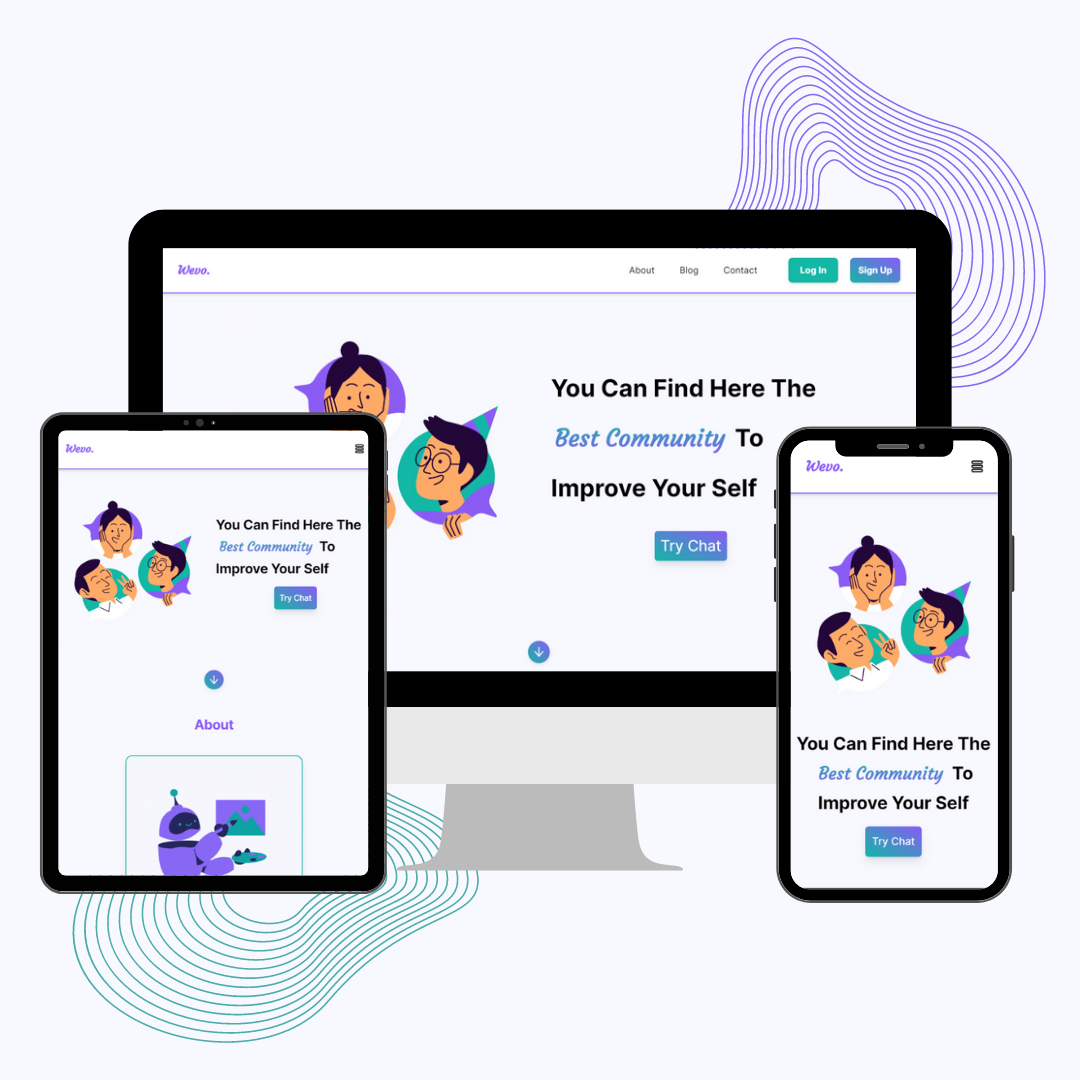 Wevo.
About Blog Contact Log In Sign Up
You Can Find Here The
Best Community To
Improve Your Self
Try Chat
Wevo.
You Can Find Here The
Best Community To
Improve Your Self
Try Chat
About
Wevo.
You Can Find Here The
Best Community To
Improve Your Self
Try Chat